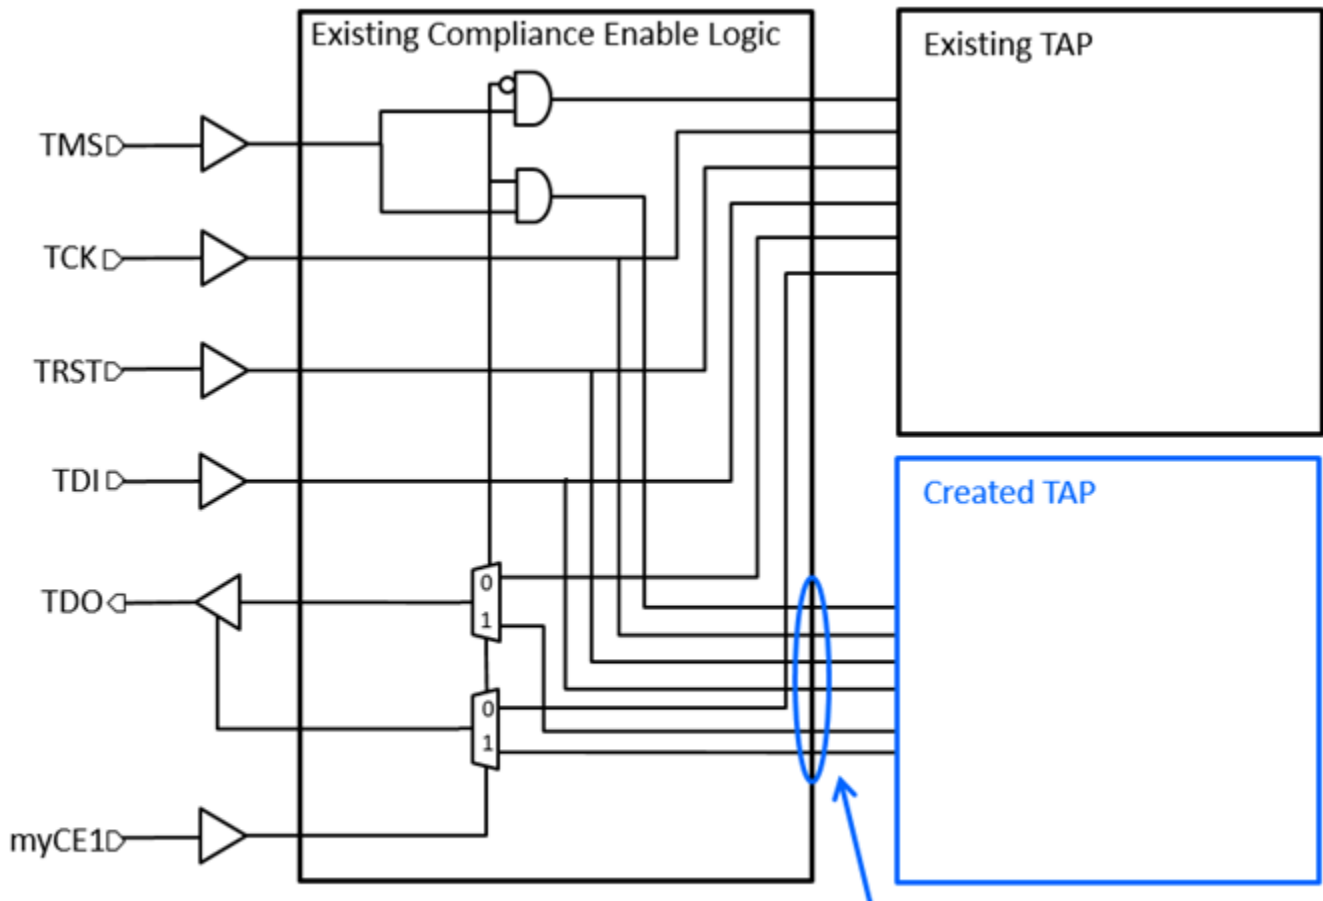 Existing Compliance Enable Logic
Existing TAP
TMS
TCK
TRST
TDI
Created TAP
TDO
0
1
0
1
myCE1